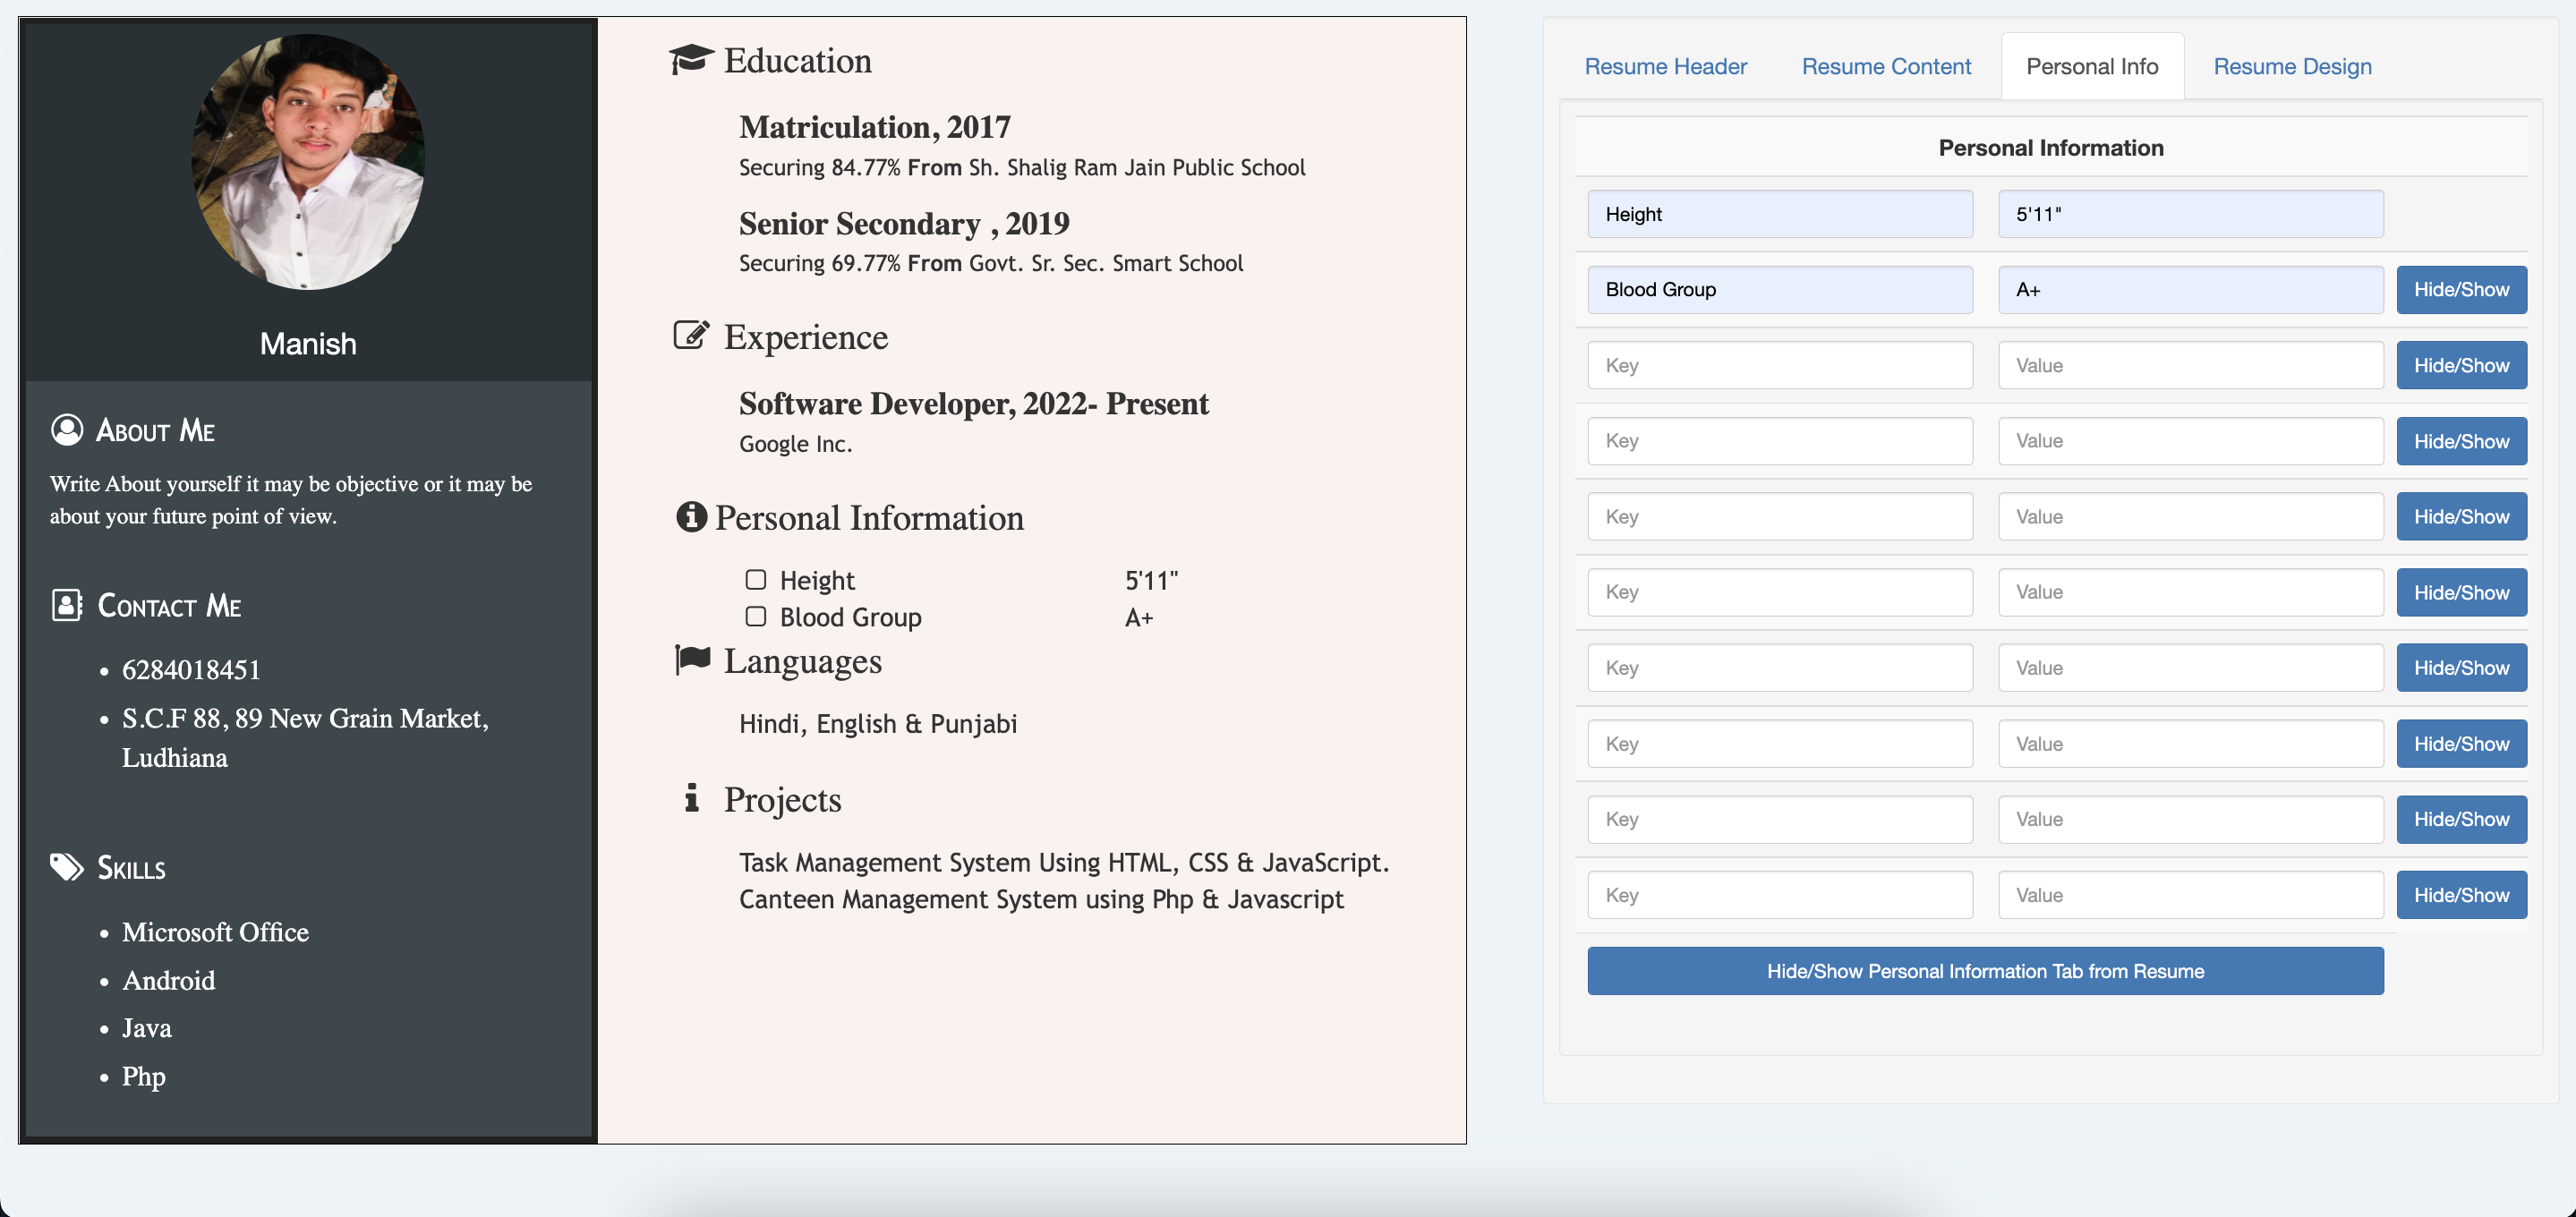 Manish
About Me
Write About yourself it may be objective or it may be
about your future point of view.
Contact Me
• 6284018451
• S.C.F 88, 89 New Grain Market,
Ludhiana
Skills
• Microsoft Office
• Android
• Java
• Php
Education
Matriculation, 2017
Securing 84.77% From Sh. Shalig Ram Jain Public School
Senior Secondary , 2019
Securing 69.77% From Govt. Sr. Sec. Smart School
Experience
Software Developer, 2022- Present
Google Inc.
Personal Information
Height 5'11"
Blood Group A+
Languages
Hindi, English & Punjabi
Projects
Task Management System Using HTML, CSS & JavaScript.
Canteen Management System using Php & Javascript
Resume Header Resume Content Personal Info Resume Design
Personal Information
Height 5'11"
Blood Group A+ Hide/Show
Key Value Hide/Show
Key Value Hide/Show
Key Value Hide/Show
Key Value Hide/Show
Key Value Hide/Show
Key Value Hide/Show
Key Value Hide/Show
Key Value Hide/Show
Hide/Show Personal Information Tab from Resume